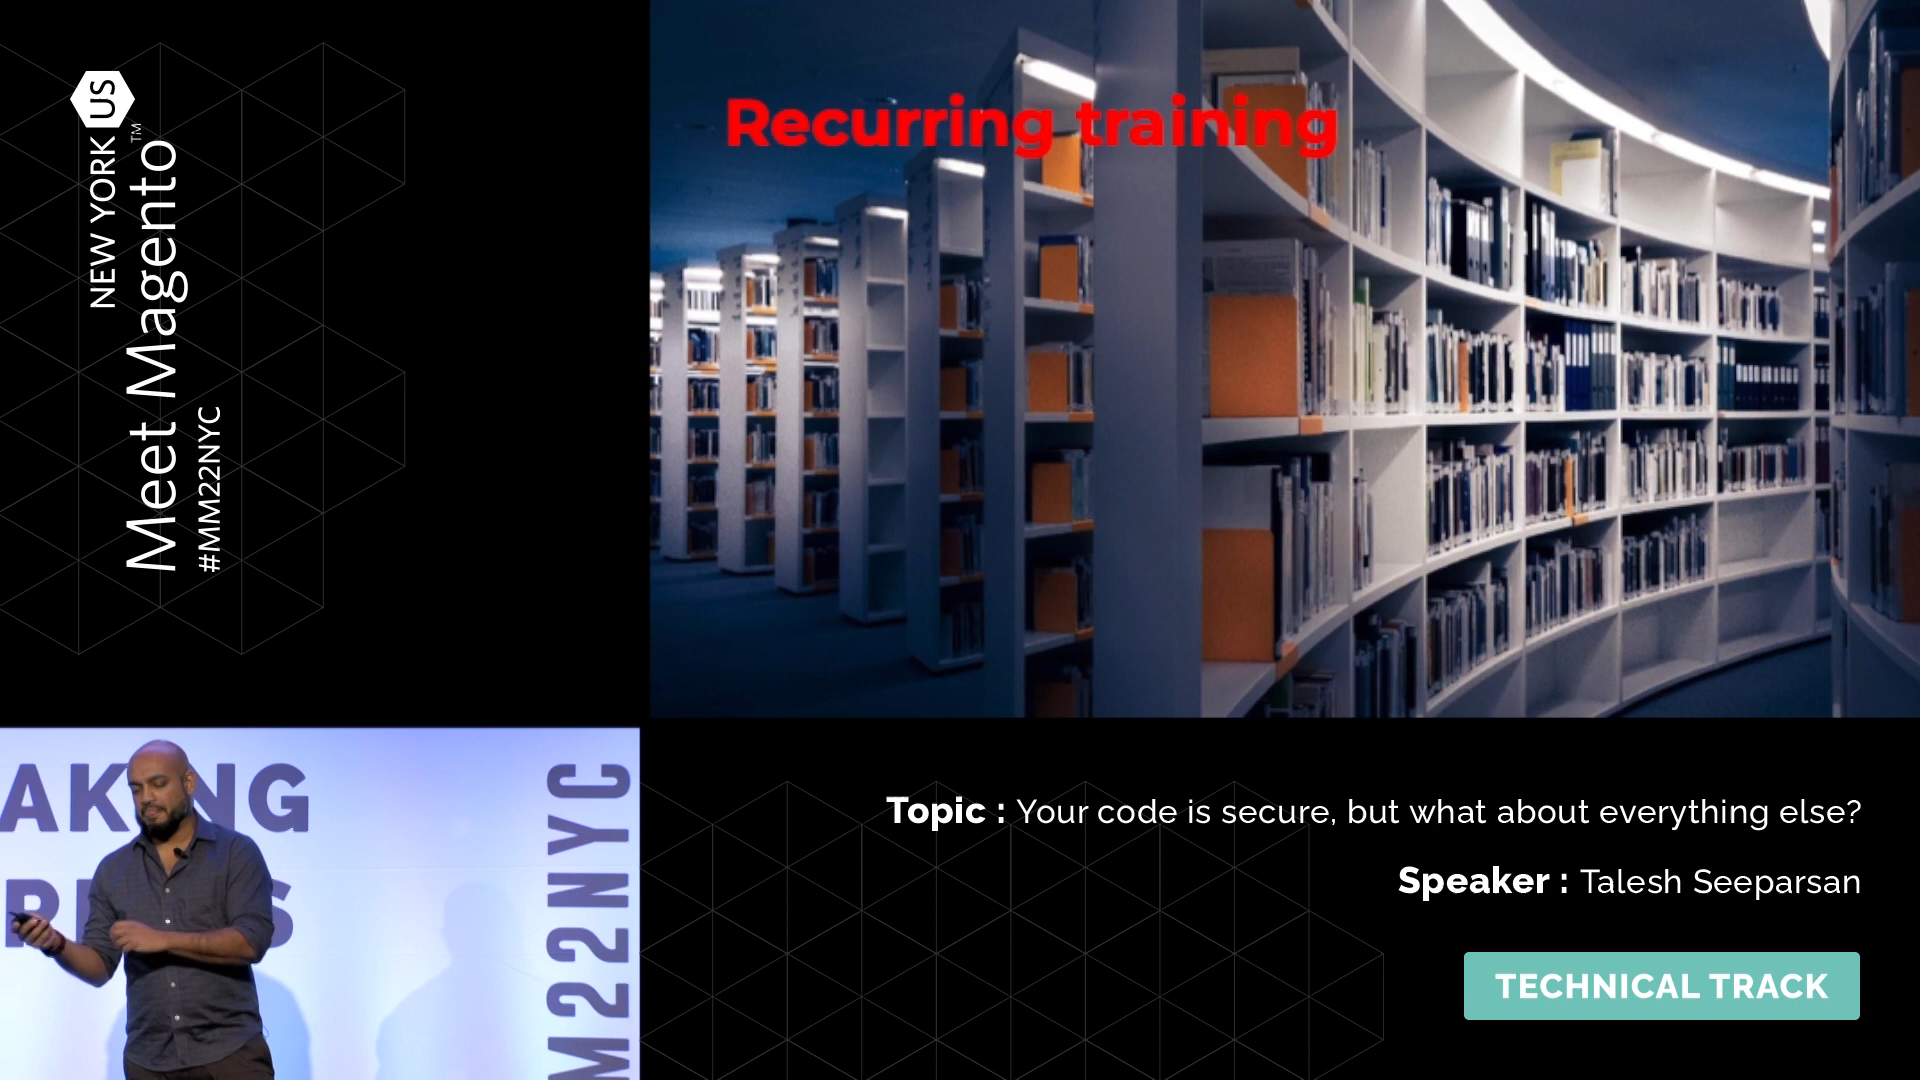 NEW YORK US
Meet Magento™
#MM22NYC
Recurring training
AKING
M22NYC
Topic : Your code is secure, but what about everything else?
Speaker : Talesh Seeparsan
TECHNICAL TRACK